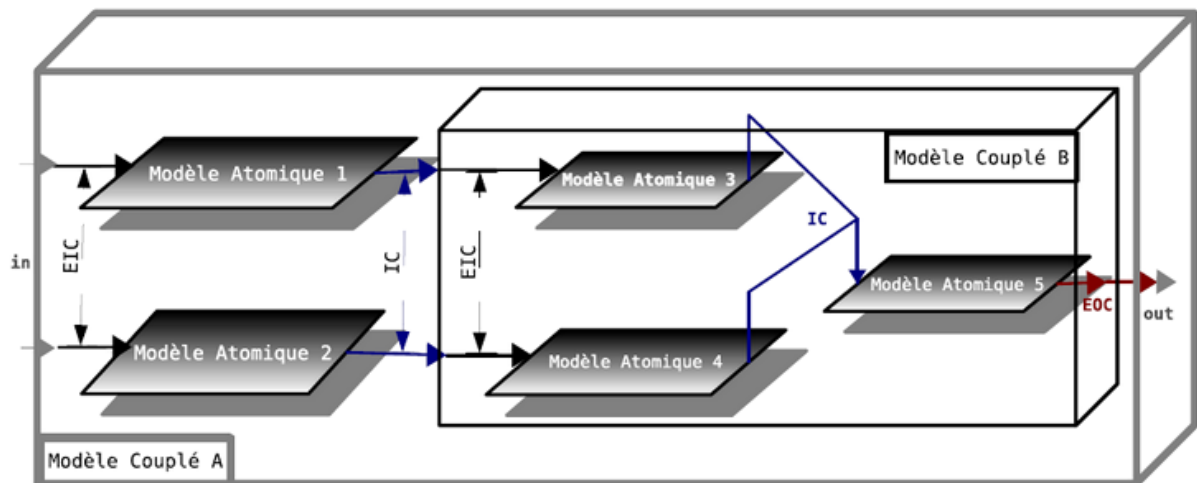 Modèle Couplé B
Modèle Atomique 1
Modèle Atomique 3
IC
EIC
IC
EIC
in
Modèle Atomique 5
EOC
out
Modèle Atomique 2
Modèle Atomique 4
Modèle Couplé A